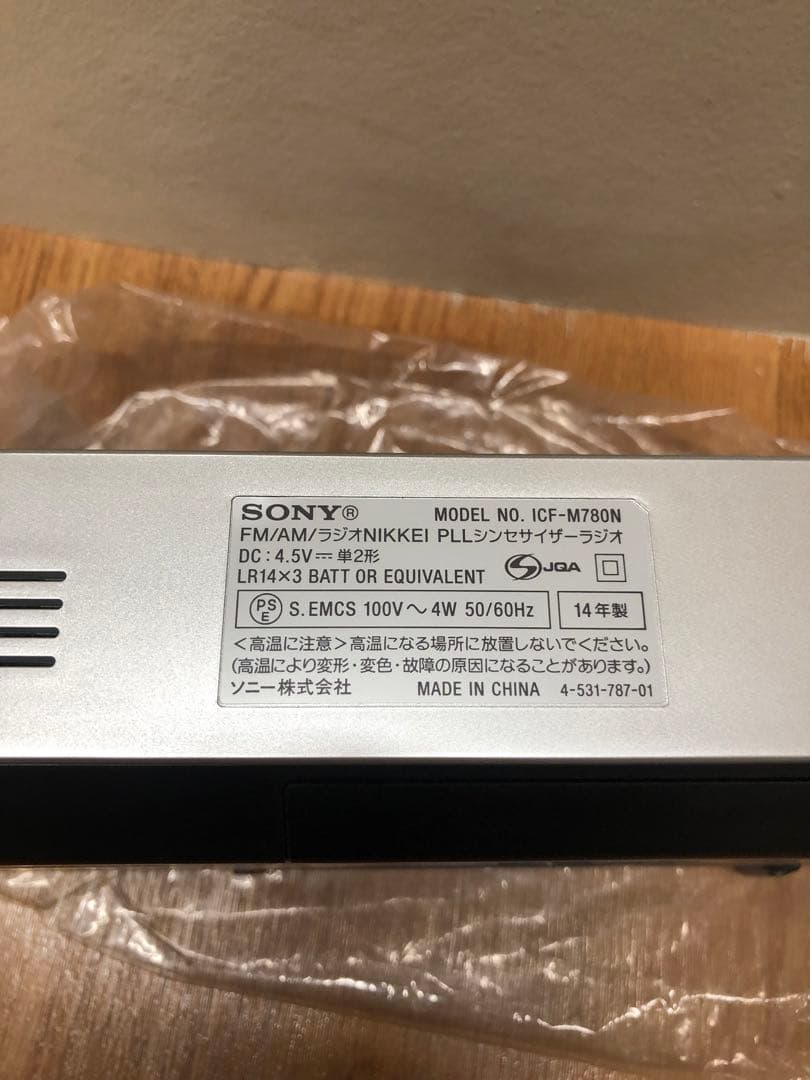 SONY® MODEL NO. ICF-M780N
FM/AM/ラジオNIKKEI PLLシンセサイザーラジオ
DC : 4.5V⎓ 単2形
LR14×3 BATT OR EQUIVALENT JQA
PSE S. EMCS 100V〜 4W 50/60Hz 14年製
<高温に注意>高温になる場所に放置しないでください。
(高温により変形・変色・故障の原因になることがあります。)
ソニー株式会社 MADE IN CHINA 4-531-787-01